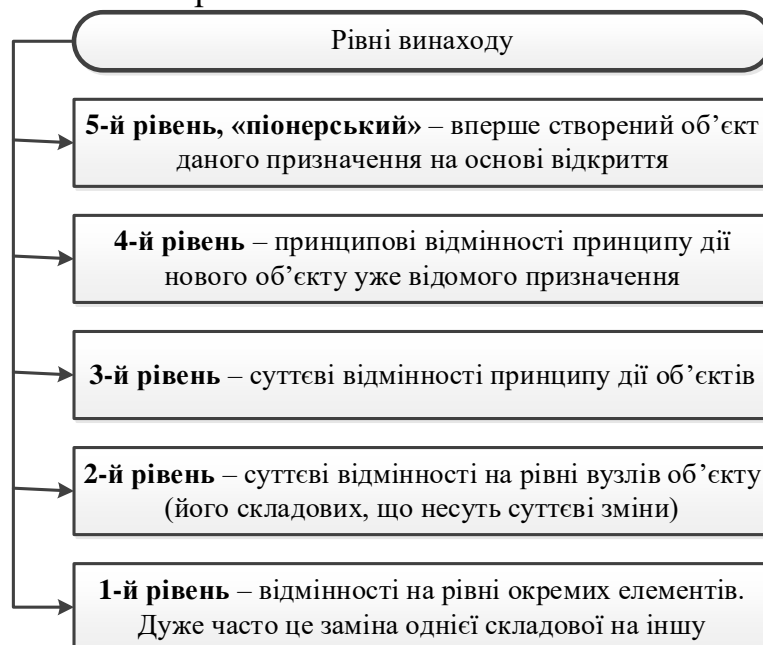 Рівні винаходу
5-й рівень, «піонерський» – вперше створений об’єкт
даного призначення на основі відкриття
4-й рівень – принципові відмінності принципу дії
нового об’єкту уже відомого призначення
3-й рівень – суттєві відмінності принципу дії об’єктів
2-й рівень – суттєві відмінності на рівні вузлів об’єкту
(його складових, що несуть суттєві зміни)
1-й рівень – відмінності на рівні окремих елементів.
Дуже часто це заміна однієї складової на іншу